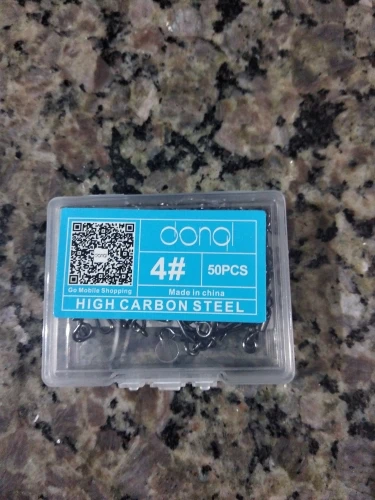 donql
4#
50PCS
Go Mobile Shopping
Made in china
HIGH CARBON STEEL